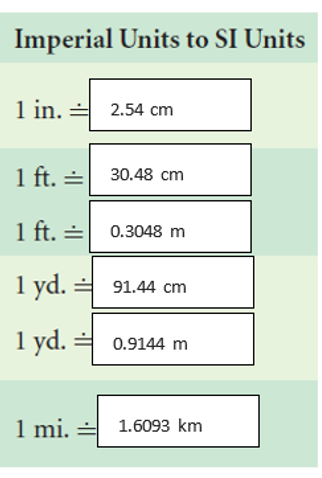 Imperial Units to SI Units
1 in. ≐ 2.54 cm
1 ft. ≐ 30.48 cm
1 ft. ≐ 0.3048 m
1 yd. ≐ 91.44 cm
1 yd. ≐ 0.9144 m
1 mi. ≐ 1.6093 km